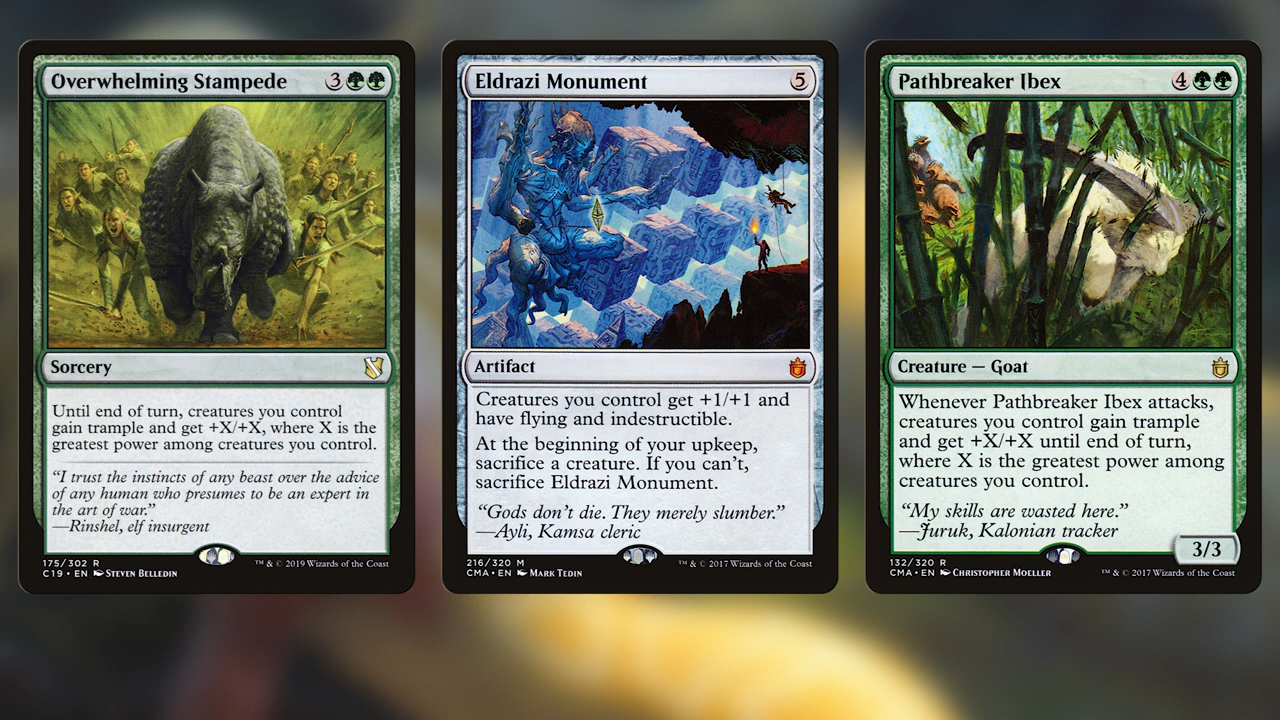 Overwhelming Stampede 3
Sorcery
Until end of turn, creatures you control
gain trample and get +X/+X, where X is the
greatest power among creatures you control.
“I trust the instincts of any beast over the advice
of any human who presumes to be an expert in
the art of war.”
—Rinshel, elf insurgent
175/302 R
C19 • EN Steven Belledin
™ & © 2019 Wizards of the Coast
Eldrazi Monument 5
Artifact
Creatures you control get +1/+1 and
have flying and indestructible.
At the beginning of your upkeep,
sacrifice a creature. If you can’t,
sacrifice Eldrazi Monument.
“Gods don’t die. They merely slumber.”
—Ayli, Kamsa cleric
216/320 M
CMA • EN Mark Tedin
™ & © 2017 Wizards of the Coast
Pathbreaker Ibex 4
Creature — Goat
Whenever Pathbreaker Ibex attacks,
creatures you control gain trample
and get +X/+X until end of turn,
where X is the greatest power among
creatures you control.
“My skills are wasted here.”
—Juruk, Kalonian tracker
3/3
132/320 R
CMA • EN Christopher Moeller
™ & © 2017 Wizards of the Coast